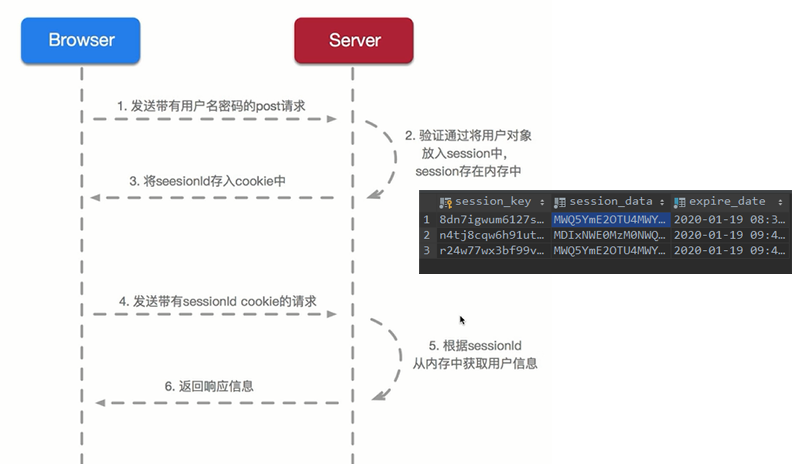 Browser
Server
1. 发送带有用户名密码的post请求
2. 验证通过将用户对象
放入session中，
session存在内存中
3. 将seesionId存入cookie中
session_key session_data expire_date
1 8dn7igwum6127s... MWQ5YmE2OTU4MWY... 2020-01-19 08:3...
2 n4tj8cqw6h91ut... MDIxNWE0MzM0NWQ... 2020-01-19 09:4...
3 r24w77wx3bf99v... MWQ5YmE2OTU4MWY... 2020-01-19 09:4...
4. 发送带有sessionId cookie的请求
5. 根据sessionId
从内存中获取用户信息
6. 返回响应信息